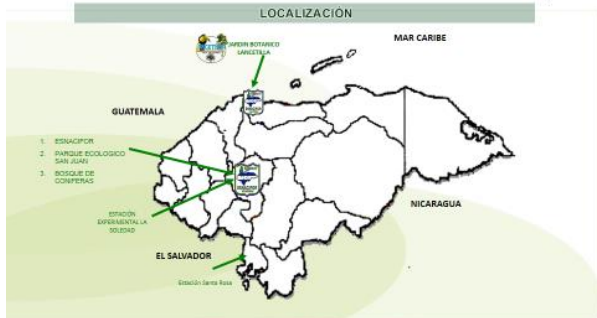 LOCALIZACIÓN
JARDIN BOTANICO
LANCETILLA
MAR CARIBE
GUATEMALA
1. ESNACIFOR
2. PARQUE ECOLOGICO
SAN JUAN
3. BOSQUE DE
CONIFERAS
NICARAGUA
ESTACIÓN
EXPERIMENTAL LA
SOLEDAD
EL SALVADOR
Estación Santa Rosa